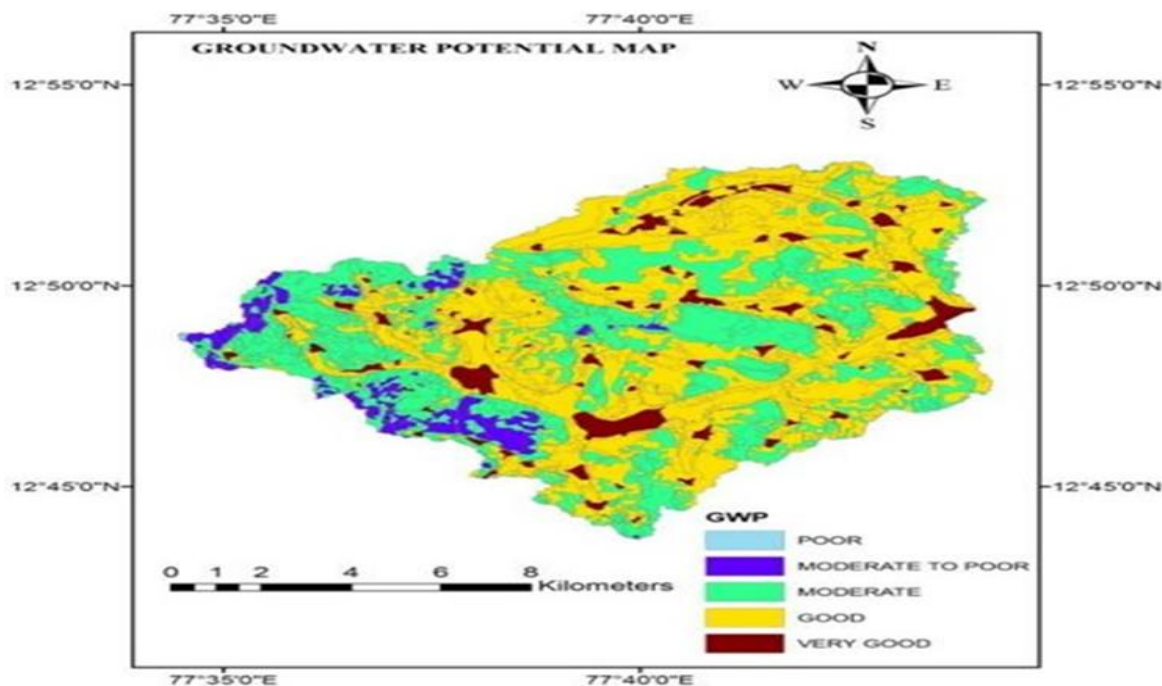 77°35'0"E 77°40'0"E
GROUNDWATER POTENTIAL MAP
N
W E
S
12°55'0"N 12°55'0"N
12°50'0"N 12°50'0"N
12°45'0"N 12°45'0"N
GWP
POOR
MODERATE TO POOR
MODERATE
GOOD
VERY GOOD
0 1 2 4 6 8
Kilometers
77°35'0"E 77°40'0"E